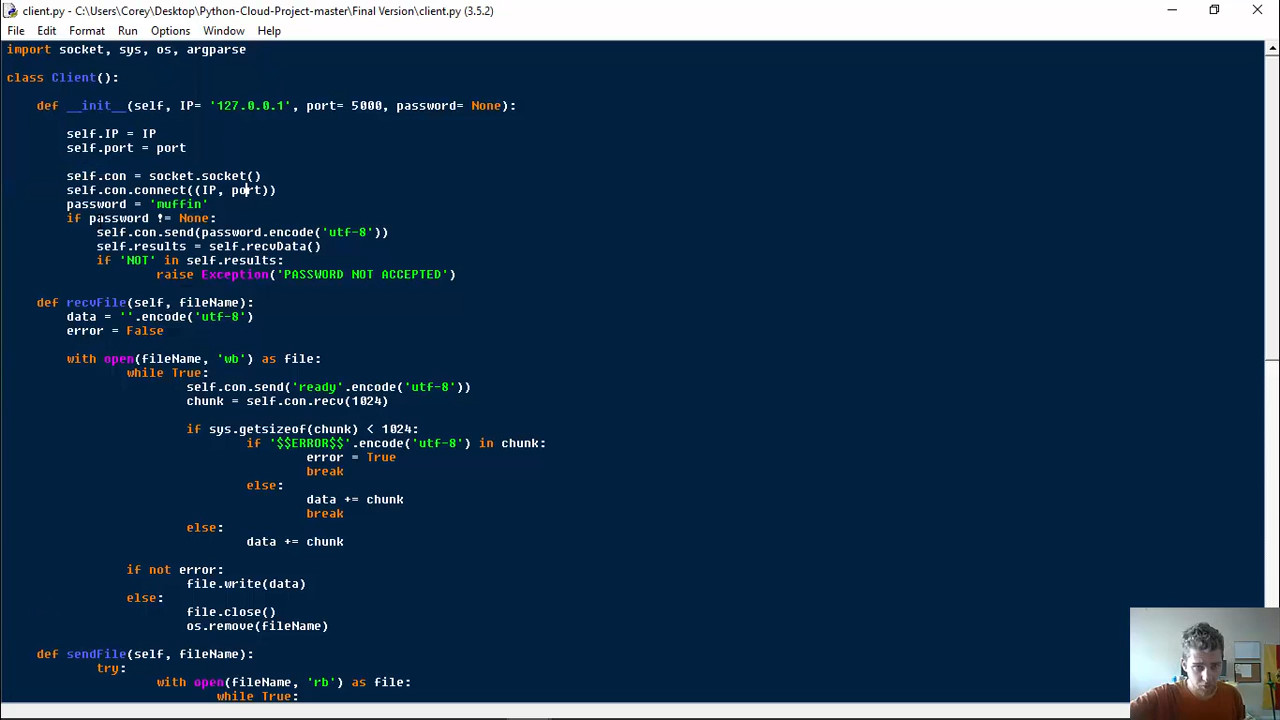 client.py - C:\Users\Corey\Desktop\Python-Cloud-Project-master\Final Version\client.py (3.5.2)
File Edit Format Run Options Window Help
import socket, sys, os, argparse
class Client():
def __init__(self, IP= '127.0.0.1', port= 5000, password= None):
self.IP = IP
self.port = port
self.con = socket.socket()
self.con.connect((IP, port))
password = 'muffin'
if password != None:
self.con.send(password.encode('utf-8'))
self.results = self.recvData()
if 'NOT' in self.results:
raise Exception('PASSWORD NOT ACCEPTED')
def recvFile(self, fileName):
data = ''.encode('utf-8')
error = False
with open(fileName, 'wb') as file:
while True:
self.con.send('ready'.encode('utf-8'))
chunk = self.con.recv(1024)
if sys.getsizeof(chunk) < 1024:
if '$$ERROR$$'.encode('utf-8') in chunk:
error = True
break
else:
data += chunk
break
else:
data += chunk
if not error:
file.write(data)
else:
file.close()
os.remove(fileName)
def sendFile(self, fileName):
try:
with open(fileName, 'rb') as file:
while True: